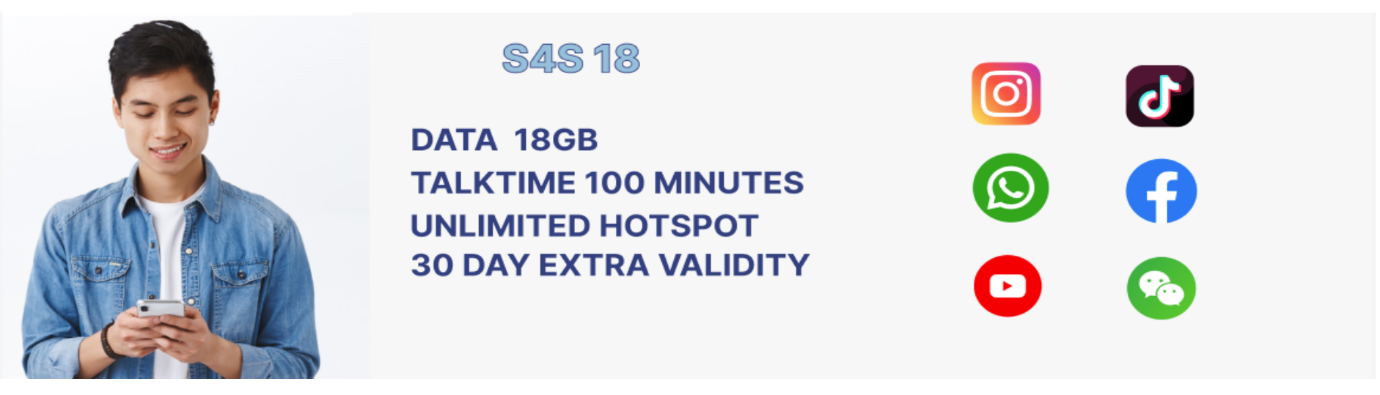 S4S 18
DATA 18GB
TALKTIME 100 MINUTES
UNLIMITED HOTSPOT
30 DAY EXTRA VALIDITY